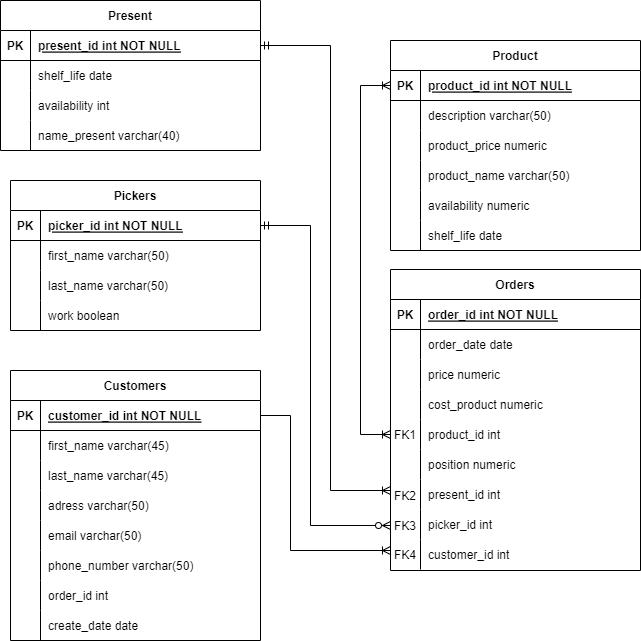 Present
PK present_id int NOT NULL
shelf_life date
availability int
name_present varchar(40)
Pickers
PK picker_id int NOT NULL
first_name varchar(50)
last_name varchar(50)
work boolean
Customers
PK customer_id int NOT NULL
first_name varchar(45)
last_name varchar(45)
adress varchar(50)
email varchar(50)
phone_number varchar(50)
order_id int
create_date date
Product
PK product_id int NOT NULL
description varchar(50)
product_price numeric
product_name varchar(50)
availability numeric
shelf_life date
Orders
PK order_id int NOT NULL
order_date date
price numeric
cost_product numeric
FK1 product_id int
position numeric
FK2 present_id int
FK3 picker_id int
FK4 customer_id int